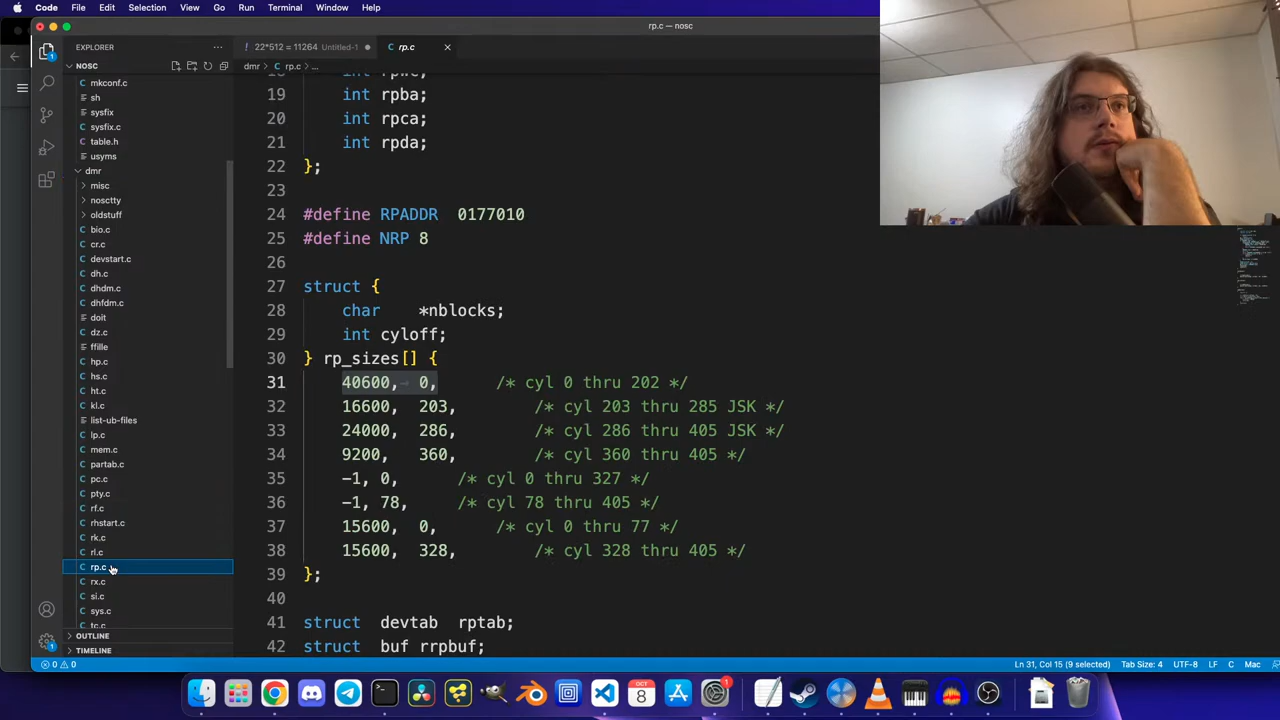 Code File Edit Selection View Go Run Terminal Window Help
rp.c — nosc
EXPLORER ···
! 22*512 = 11264 Untitled-1 ●
C rp.c ×
NOSC
dmr > C rp.c > ...
C mkconf.c
sh
sysfix
C sysfix.c
C table.h
usyms
dmr
misc
nosctty
oldstuff
C bio.c
C cr.c
C devstart.c
C dh.c
C dhdm.c
C dhfdm.c
doit
C dz.c
ffille
C hp.c
C hs.c
C ht.c
C kl.c
list-ub-files
C lp.c
C mem.c
C partab.c
C pc.c
C pty.c
C rf.c
C rhstart.c
C rk.c
C rl.c
C rp.c
C rx.c
C si.c
C sys.c
C tc.c
OUTLINE
TIMELINE
19 int rpba;
20 int rpca;
21 int rpda;
22 };
23
24 #define RPADDR 0177010
25 #define NRP 8
26
27 struct {
28 char *nblocks;
29 int cyloff;
30 } rp_sizes[] {
31 40600,→ 0, /* cyl 0 thru 202 */
32 16600, 203, /* cyl 203 thru 285 JSK */
33 24000, 286, /* cyl 286 thru 405 JSK */
34 9200, 360, /* cyl 360 thru 405 */
35 -1, 0, /* cyl 0 thru 327 */
36 -1, 78, /* cyl 78 thru 405 */
37 15600, 0, /* cyl 0 thru 77 */
38 15600, 328, /* cyl 328 thru 405 */
39 };
40
41 struct devtab rptab;
42 struct buf rrpbuf;
0 0 Ln 31, Col 15 (9 selected) Tab Size: 4 UTF-8 LF C Mac